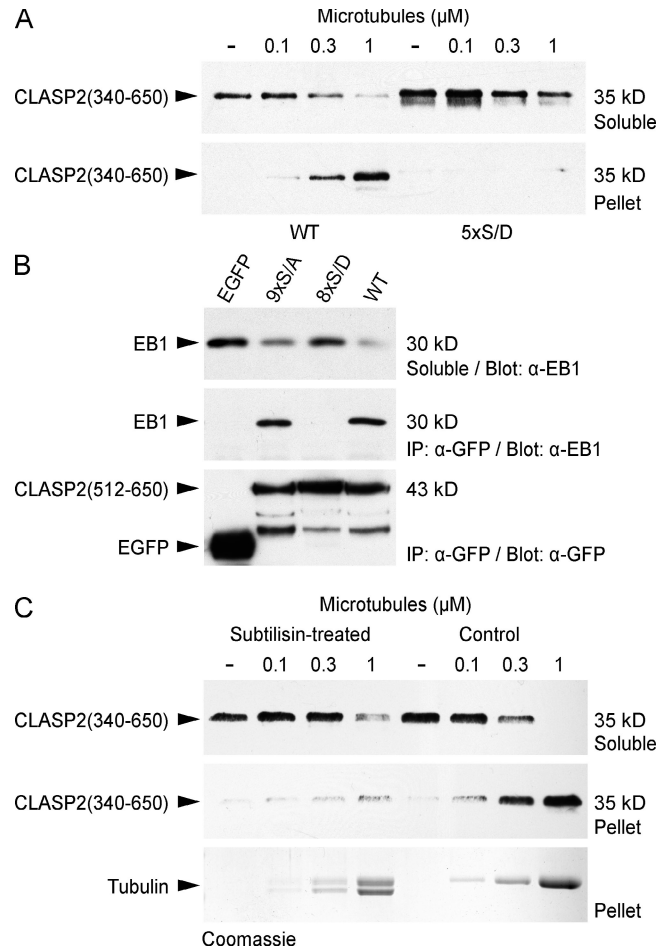 A
Microtubules (µM)
- 0.1 0.3 1 - 0.1 0.3 1
CLASP2(340-650) 35 kD
Soluble
CLASP2(340-650) 35 kD
Pellet
WT 5xS/D
B
EGFP 9xS/A 8xS/D WT
EB1 30 kD
Soluble / Blot: α-EB1
EB1 30 kD
IP: α-GFP / Blot: α-EB1
CLASP2(512-650) 43 kD
EGFP IP: α-GFP / Blot: α-GFP
C
Microtubules (µM)
Subtilisin-treated Control
- 0.1 0.3 1 - 0.1 0.3 1
CLASP2(340-650) 35 kD
Soluble
CLASP2(340-650) 35 kD
Pellet
Tubulin
Pellet
Coomassie